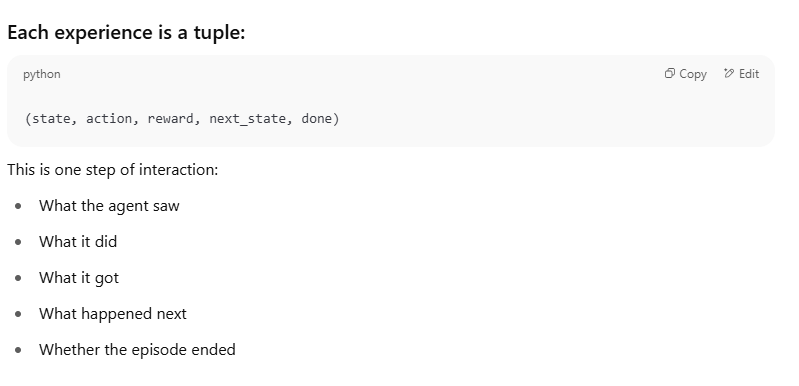 Each experience is a tuple:
python
Copy
Edit
(state, action, reward, next_state, done)
This is one step of interaction:
• What the agent saw
• What it did
• What it got
• What happened next
• Whether the episode ended